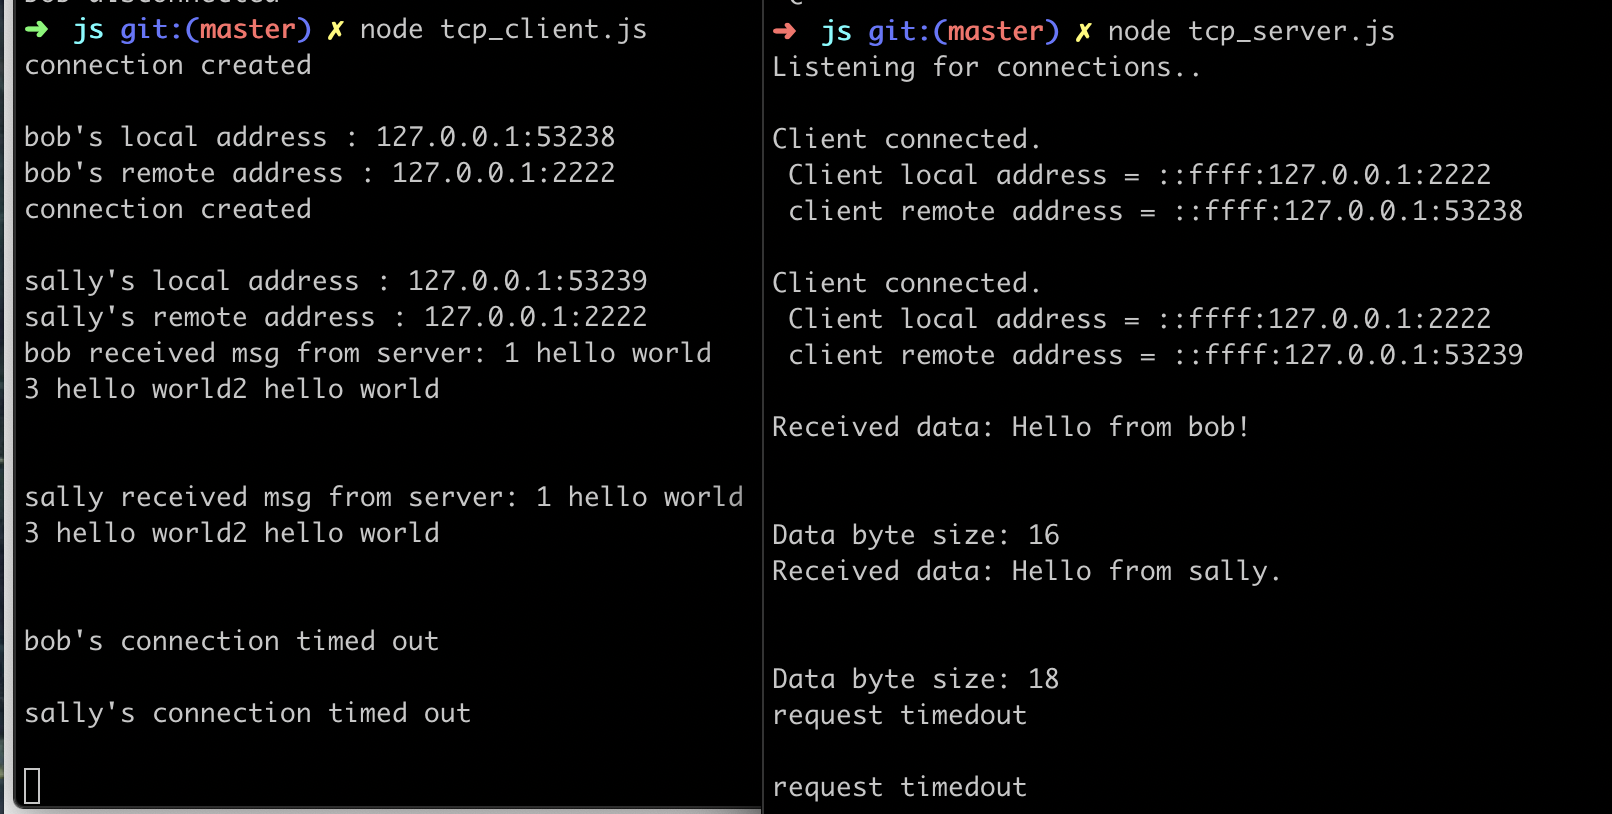 bob disconnected
➜ js git:(master) ✗ node tcp_client.js
connection created
bob's local address : 127.0.0.1:53238
bob's remote address : 127.0.0.1:2222
connection created
sally's local address : 127.0.0.1:53239
sally's remote address : 127.0.0.1:2222
bob received msg from server: 1 hello world
3 hello world2 hello world
sally received msg from server: 1 hello world
3 hello world2 hello world
bob's connection timed out
sally's connection timed out
➜ js git:(master) ✗ node tcp_server.js
Listening for connections..
Client connected.
Client local address = ::ffff:127.0.0.1:2222
client remote address = ::ffff:127.0.0.1:53238
Client connected.
Client local address = ::ffff:127.0.0.1:2222
client remote address = ::ffff:127.0.0.1:53239
Received data: Hello from bob!
Data byte size: 16
Received data: Hello from sally.
Data byte size: 18
request timedout
request timedout